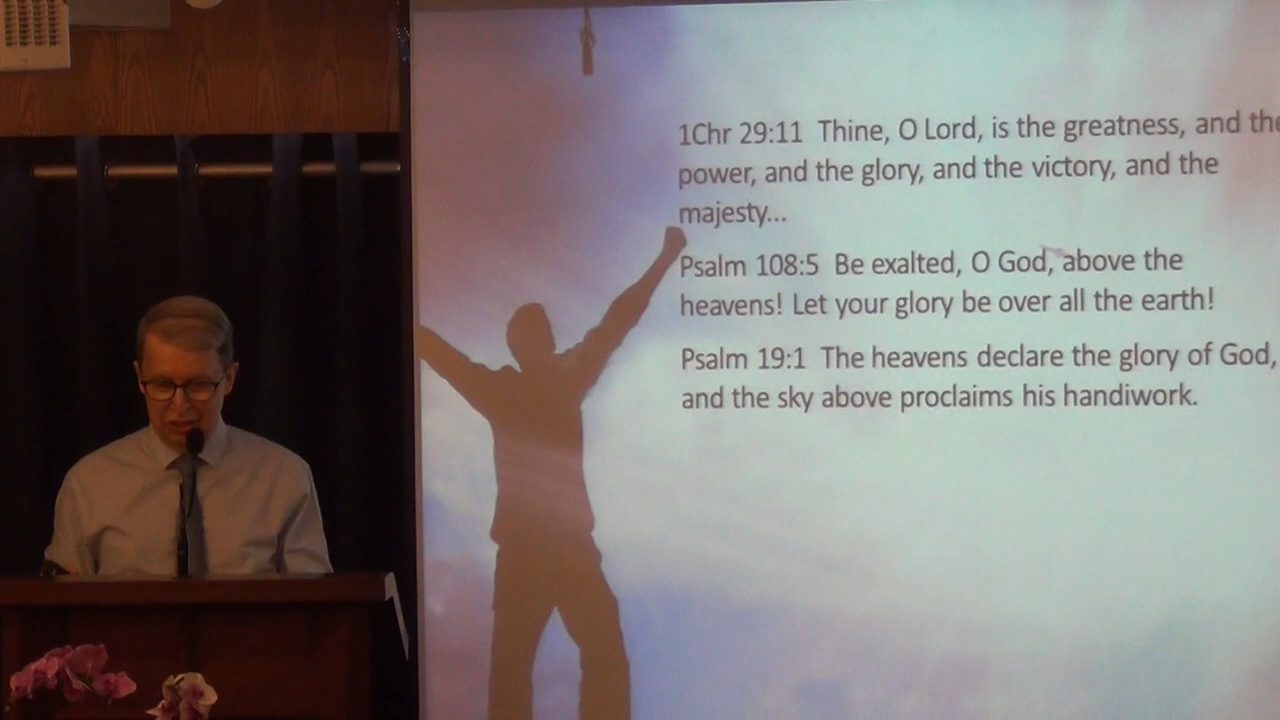 1Chr 29:11 Thine, O Lord, is the greatness, and the
power, and the glory, and the victory, and the
majesty...
Psalm 108:5 Be exalted, O God, above the
heavens! Let your glory be over all the earth!
Psalm 19:1 The heavens declare the glory of God,
and the sky above proclaims his handiwork.